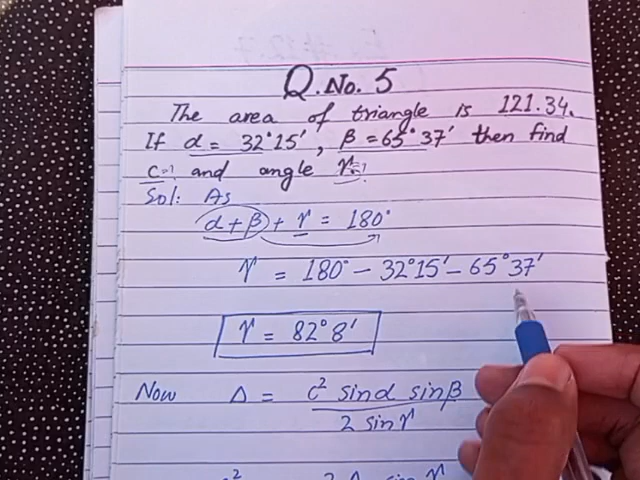 Q.No. 5
The area of triangle is 121.34.
If α = 32°15', β = 65°37' then find
c=? and angle γ=?
Sol: As
α + β + γ = 180°
γ = 180° - 32°15' - 65°37'
γ = 82°8'
Now Δ = c² sinα sinβ / 2 sinγ